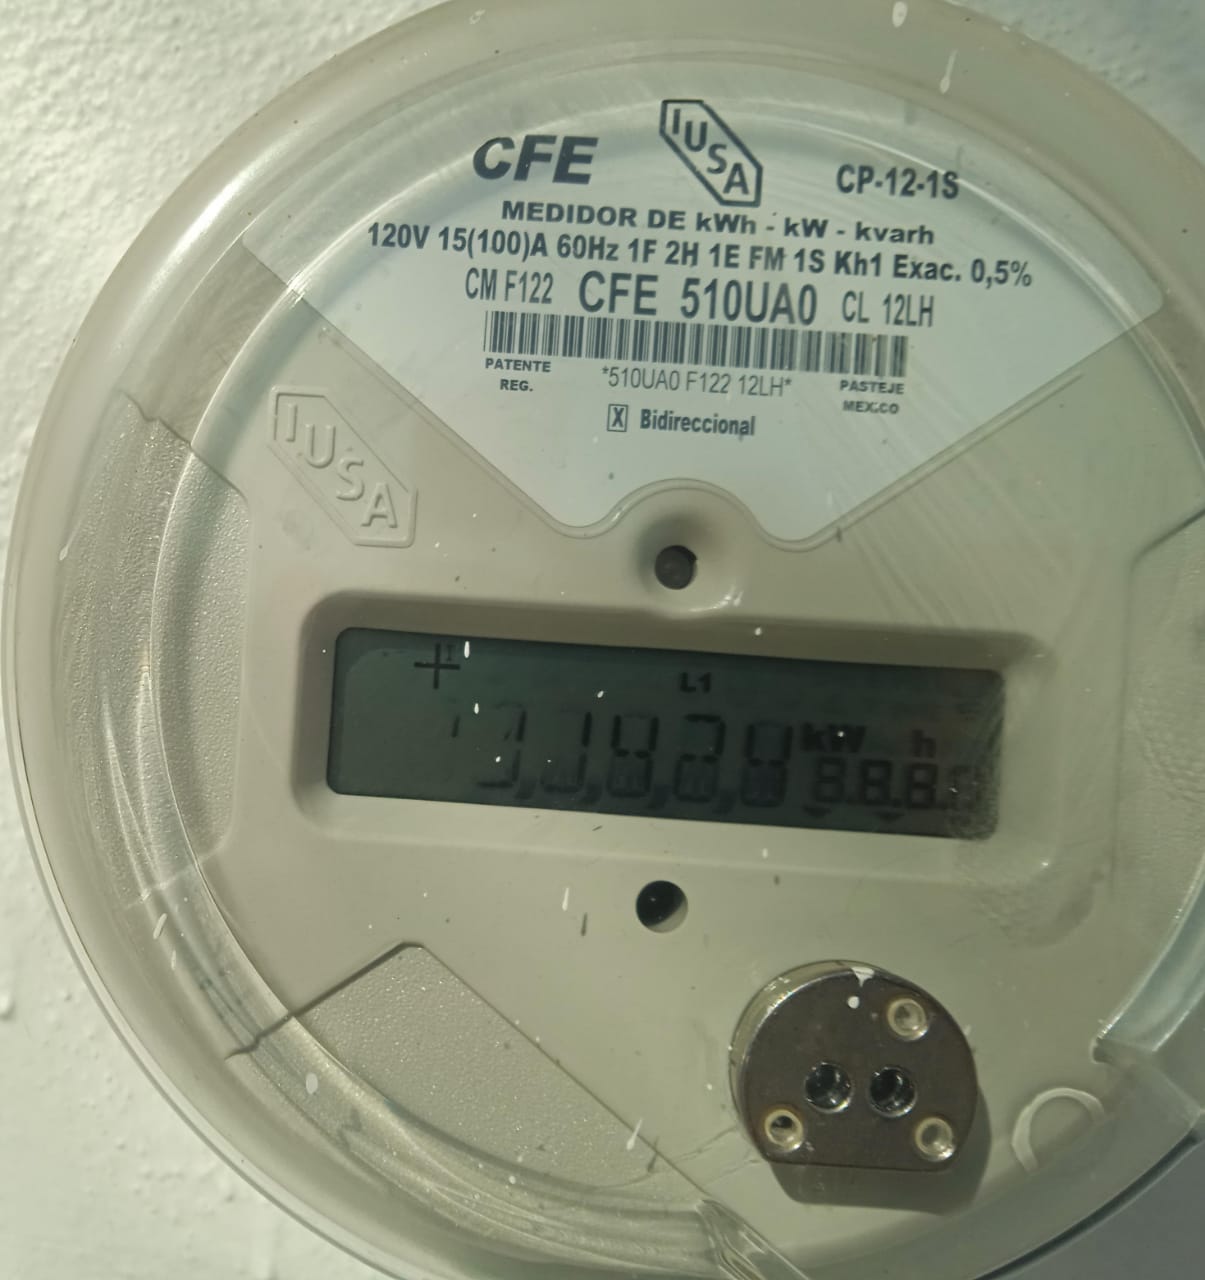 CFE
IUSA
CP-12-1S
MEDIDOR DE kWh - kW - kvarh
120V 15(100)A 60Hz 1F 2H 1E FM 1S Kh1 Exac. 0,5%
CM F122 CFE 510UA0 CL 12LH
PATENTE
REG.
*510UA0 F122 12LH*
PASTEJE
MEXICO
X Bidireccional
IUSA
L1
kW h